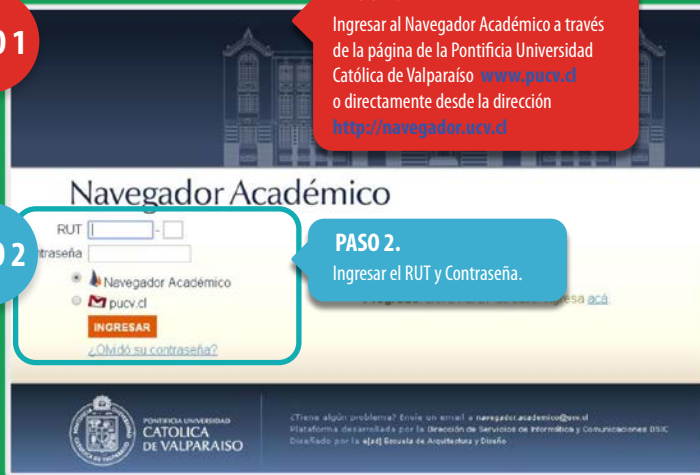 O 1
Ingresar al Navegador Académico a través
de la página de la Pontificia Universidad
Católica de Valparaíso www.pucv.cl
o directamente desde la dirección
http://navegador.ucv.cl
Navegador Académico
RUT -
O 2
traseña
PASO 2.
Ingresar el RUT y Contraseña.
Navegador Académico
pucv.cl
esa acá
INGRESAR
¿Olvidó su contraseña?
PONTIFICIA UNIVERSIDAD
CATOLICA
DE VALPARAISO
¿Tiene algún problema? Envíe un email a navegador.academico@ucv.cl
Plataforma desarrollada por la Dirección de Servicios de Informática y Comunicaciones DSIC
Diseñado por la e[ad] Escuela de Arquitectura y Diseño